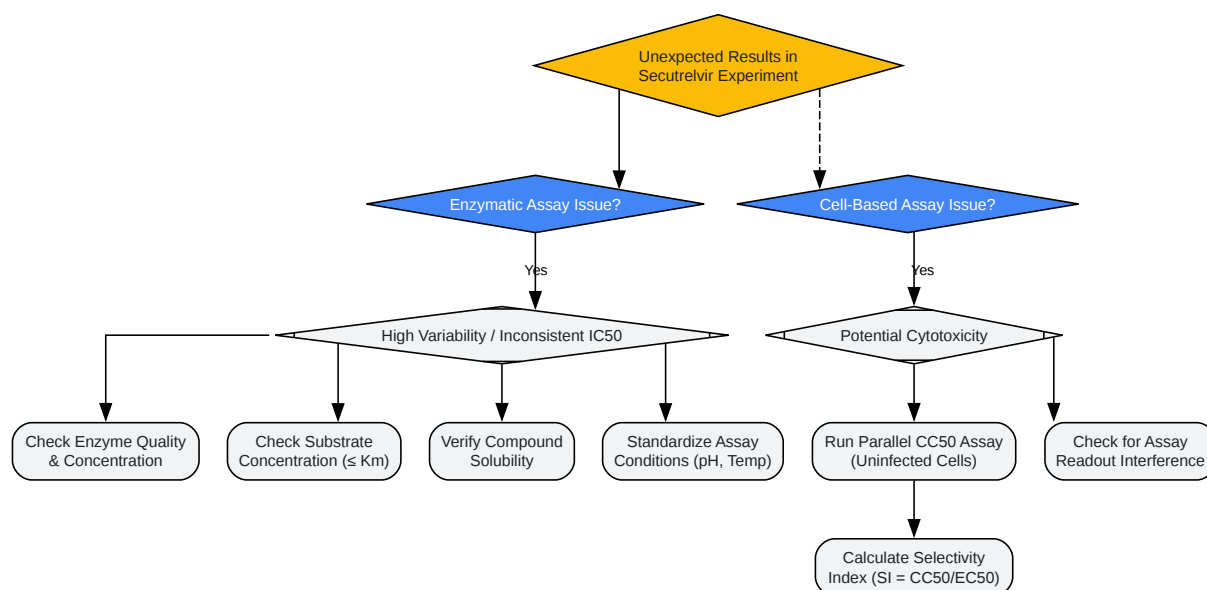 Unexpected Results in
Secutrelvir Experiment
Enzymatic Assay Issue?
Cell-Based Assay Issue?
Yes
Yes
High Variability / Inconsistent IC50
Potential Cytotoxicity
Check Enzyme Quality
& Concentration
Check Substrate
Concentration (≤ Km)
Verify Compound
Solubility
Standardize Assay
Conditions (pH, Temp)
Run Parallel CC50 Assay
(Uninfected Cells)
Check for Assay
Readout Interference
Calculate Selectivity
Index (SI = CC50/EC50)